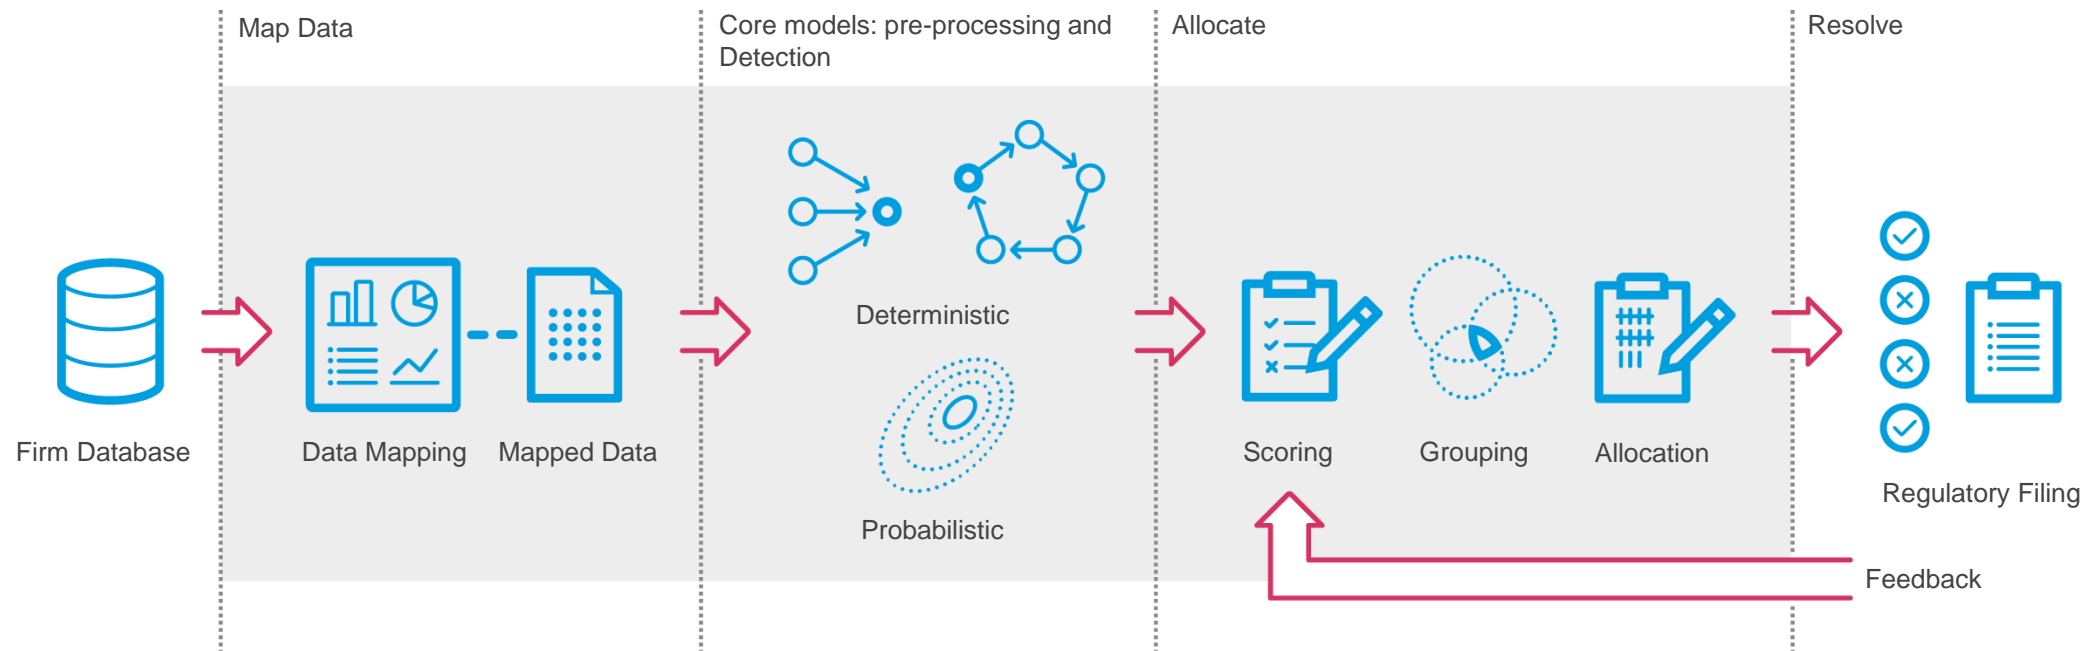 Map Data
Core models: pre-processing and
Detection
Allocate
Resolve
Deterministic
Probabilistic
Firm Database
Data Mapping
Mapped Data
Scoring
Grouping
Allocation
Regulatory Filing
Feedback